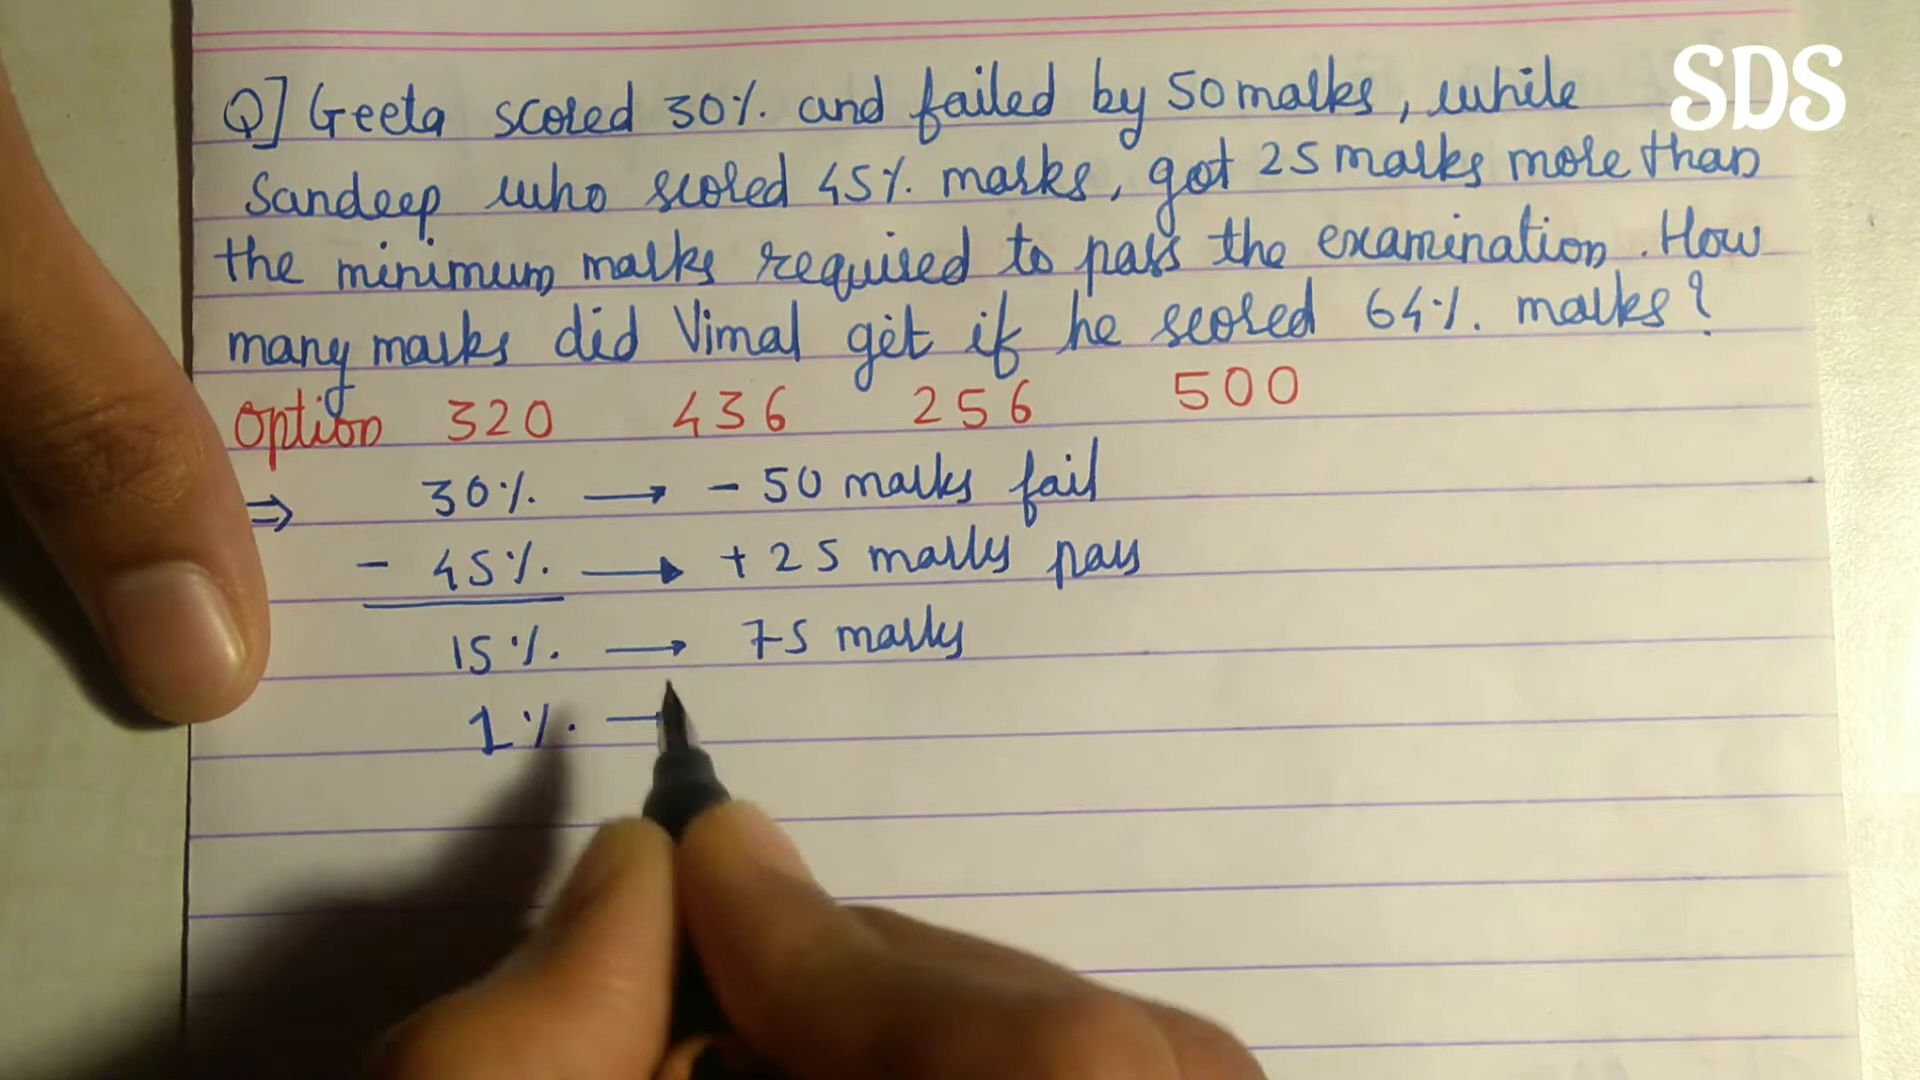 SDS
Q] Geeta scored 30%. and failed by 50 marks, while
Sandeep who scored 45%. marks, got 25 marks more than
the minimum marks required to pass the examination. How
many marks did Vimal get if he scored 64%. marks?
Option 320 436 256 500
⇒ 30%. → - 50 marks fail
- 45%. → + 25 marks pass
15%. → 75 marks
1%. →